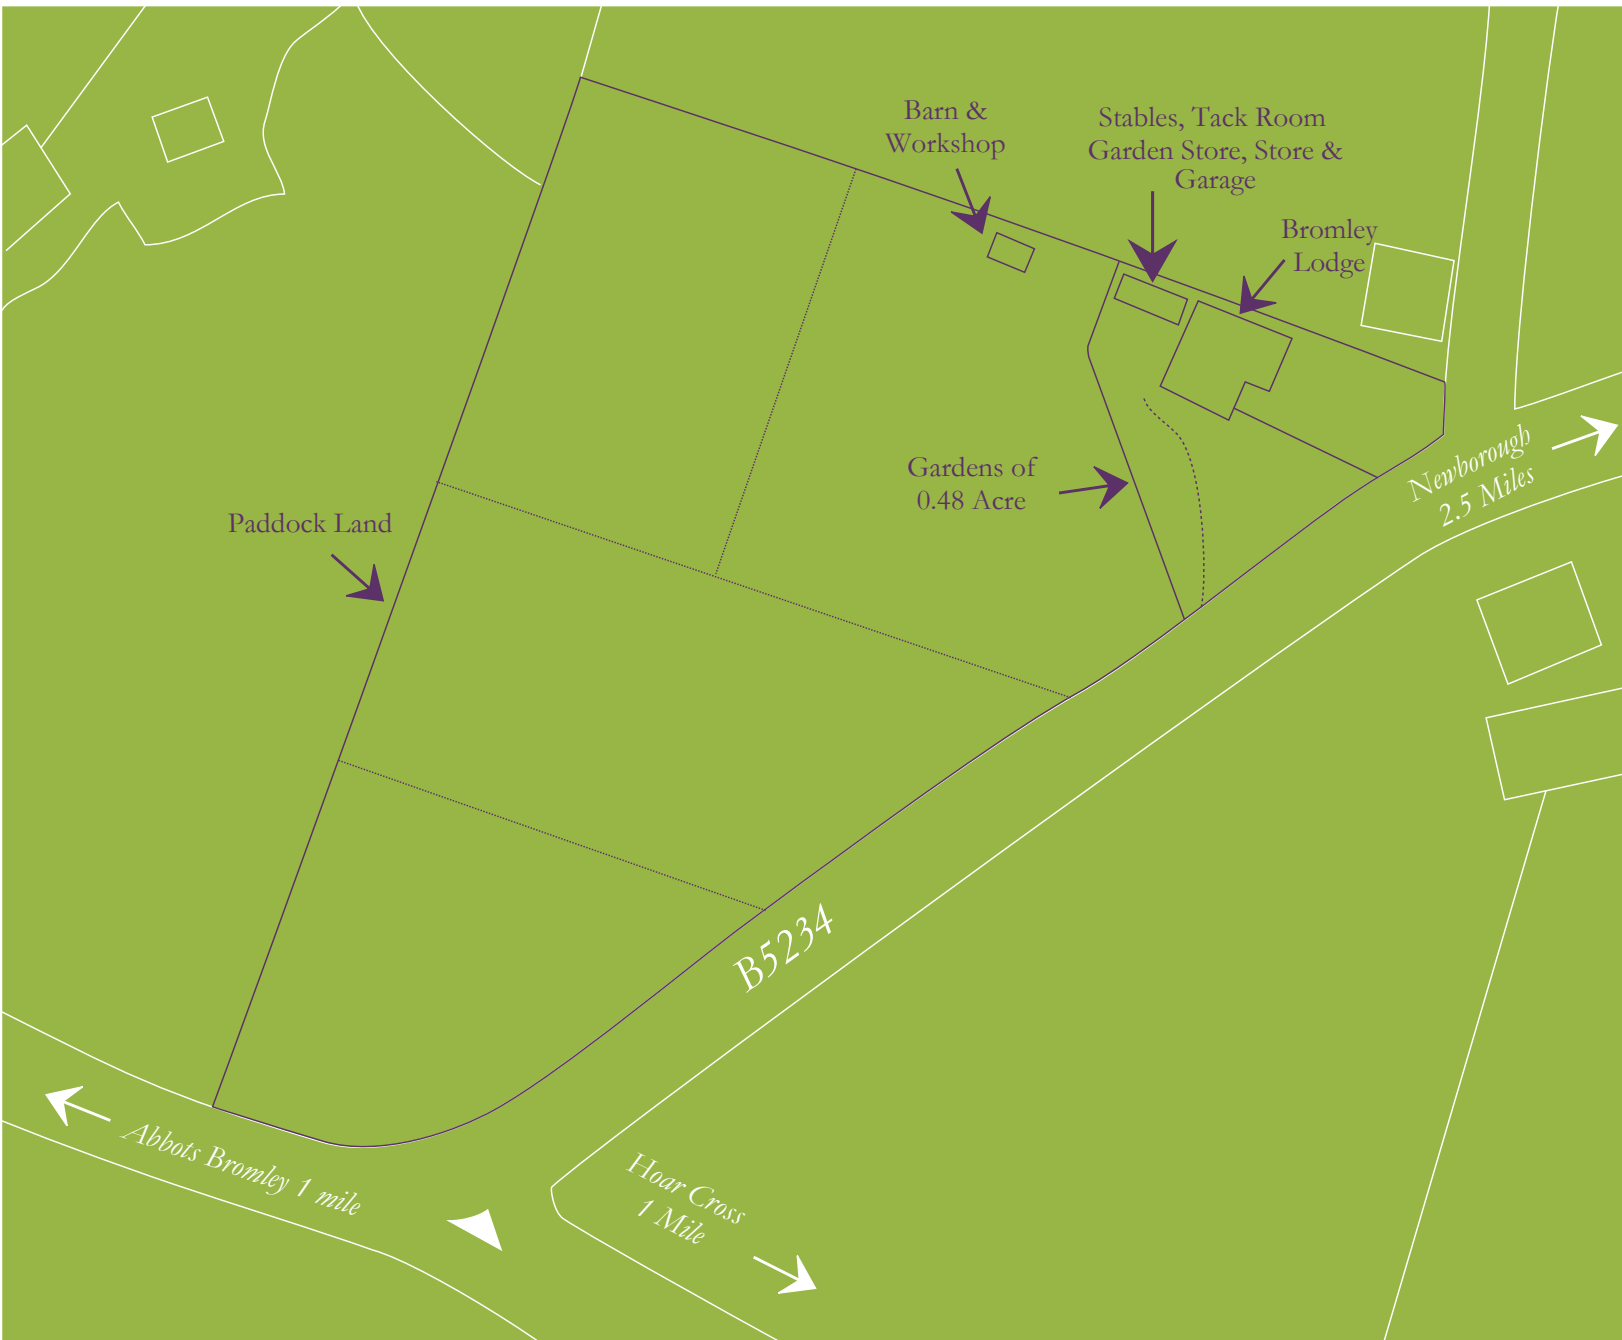 Barn &
Workshop
Stables, Tack Room
Garden Store, Store &
Garage
Bromley
Lodge
Gardens of
0.48 Acre
Newborough
2.5 Miles
Paddock Land
B5234
Abbots Bromley 1 mile
Hoar Cross
1 Mile